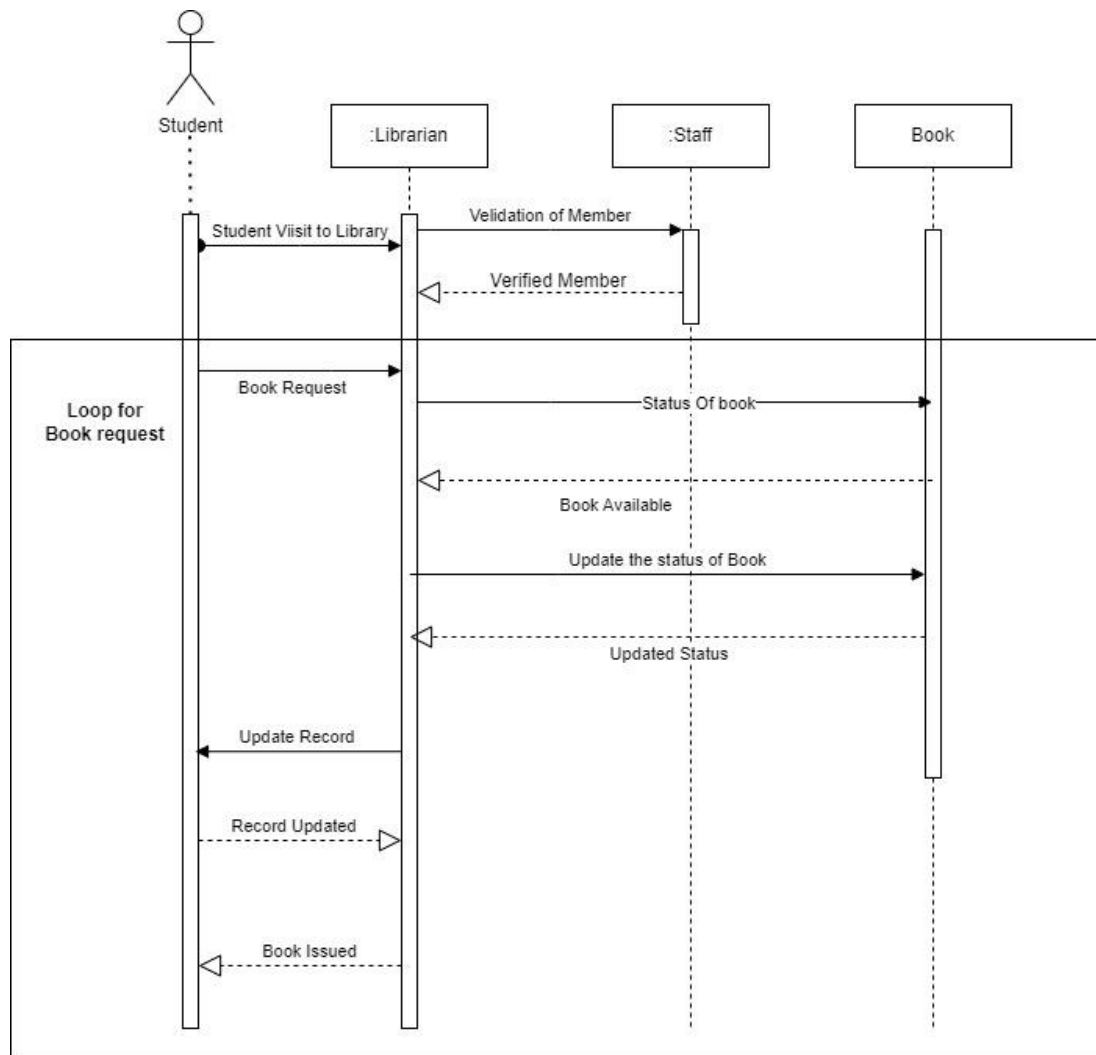 Student
:Librarian
:Staff
Book
Student Viisit to Library
Velidation of Member
Verified Member
Book Request
Loop for
Book request
Status Of book
Book Available
Update the status of Book
Updated Status
Update Record
Record Updated
Book Issued